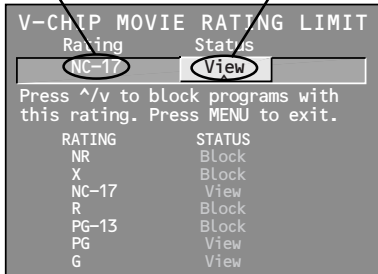 V-CHIP MOVIE RATING LIMIT
Rating Status
NC-17 View
Press ^/v to block programs with
this rating. Press MENU to exit.
RATING STATUS
NR Block
X Block
NC-17 View
R Block
PG-13 Block
PG View
G View